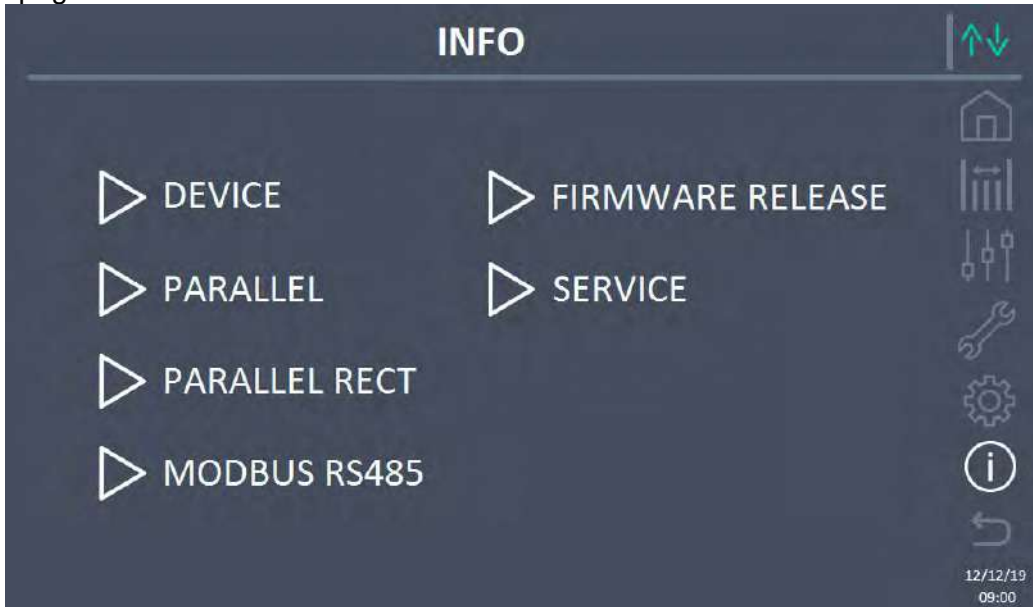 INFO
DEVICE
FIRMWARE RELEASE
PARALLEL
SERVICE
PARALLEL RECT
MODBUS RS485
12/12/19
09:00